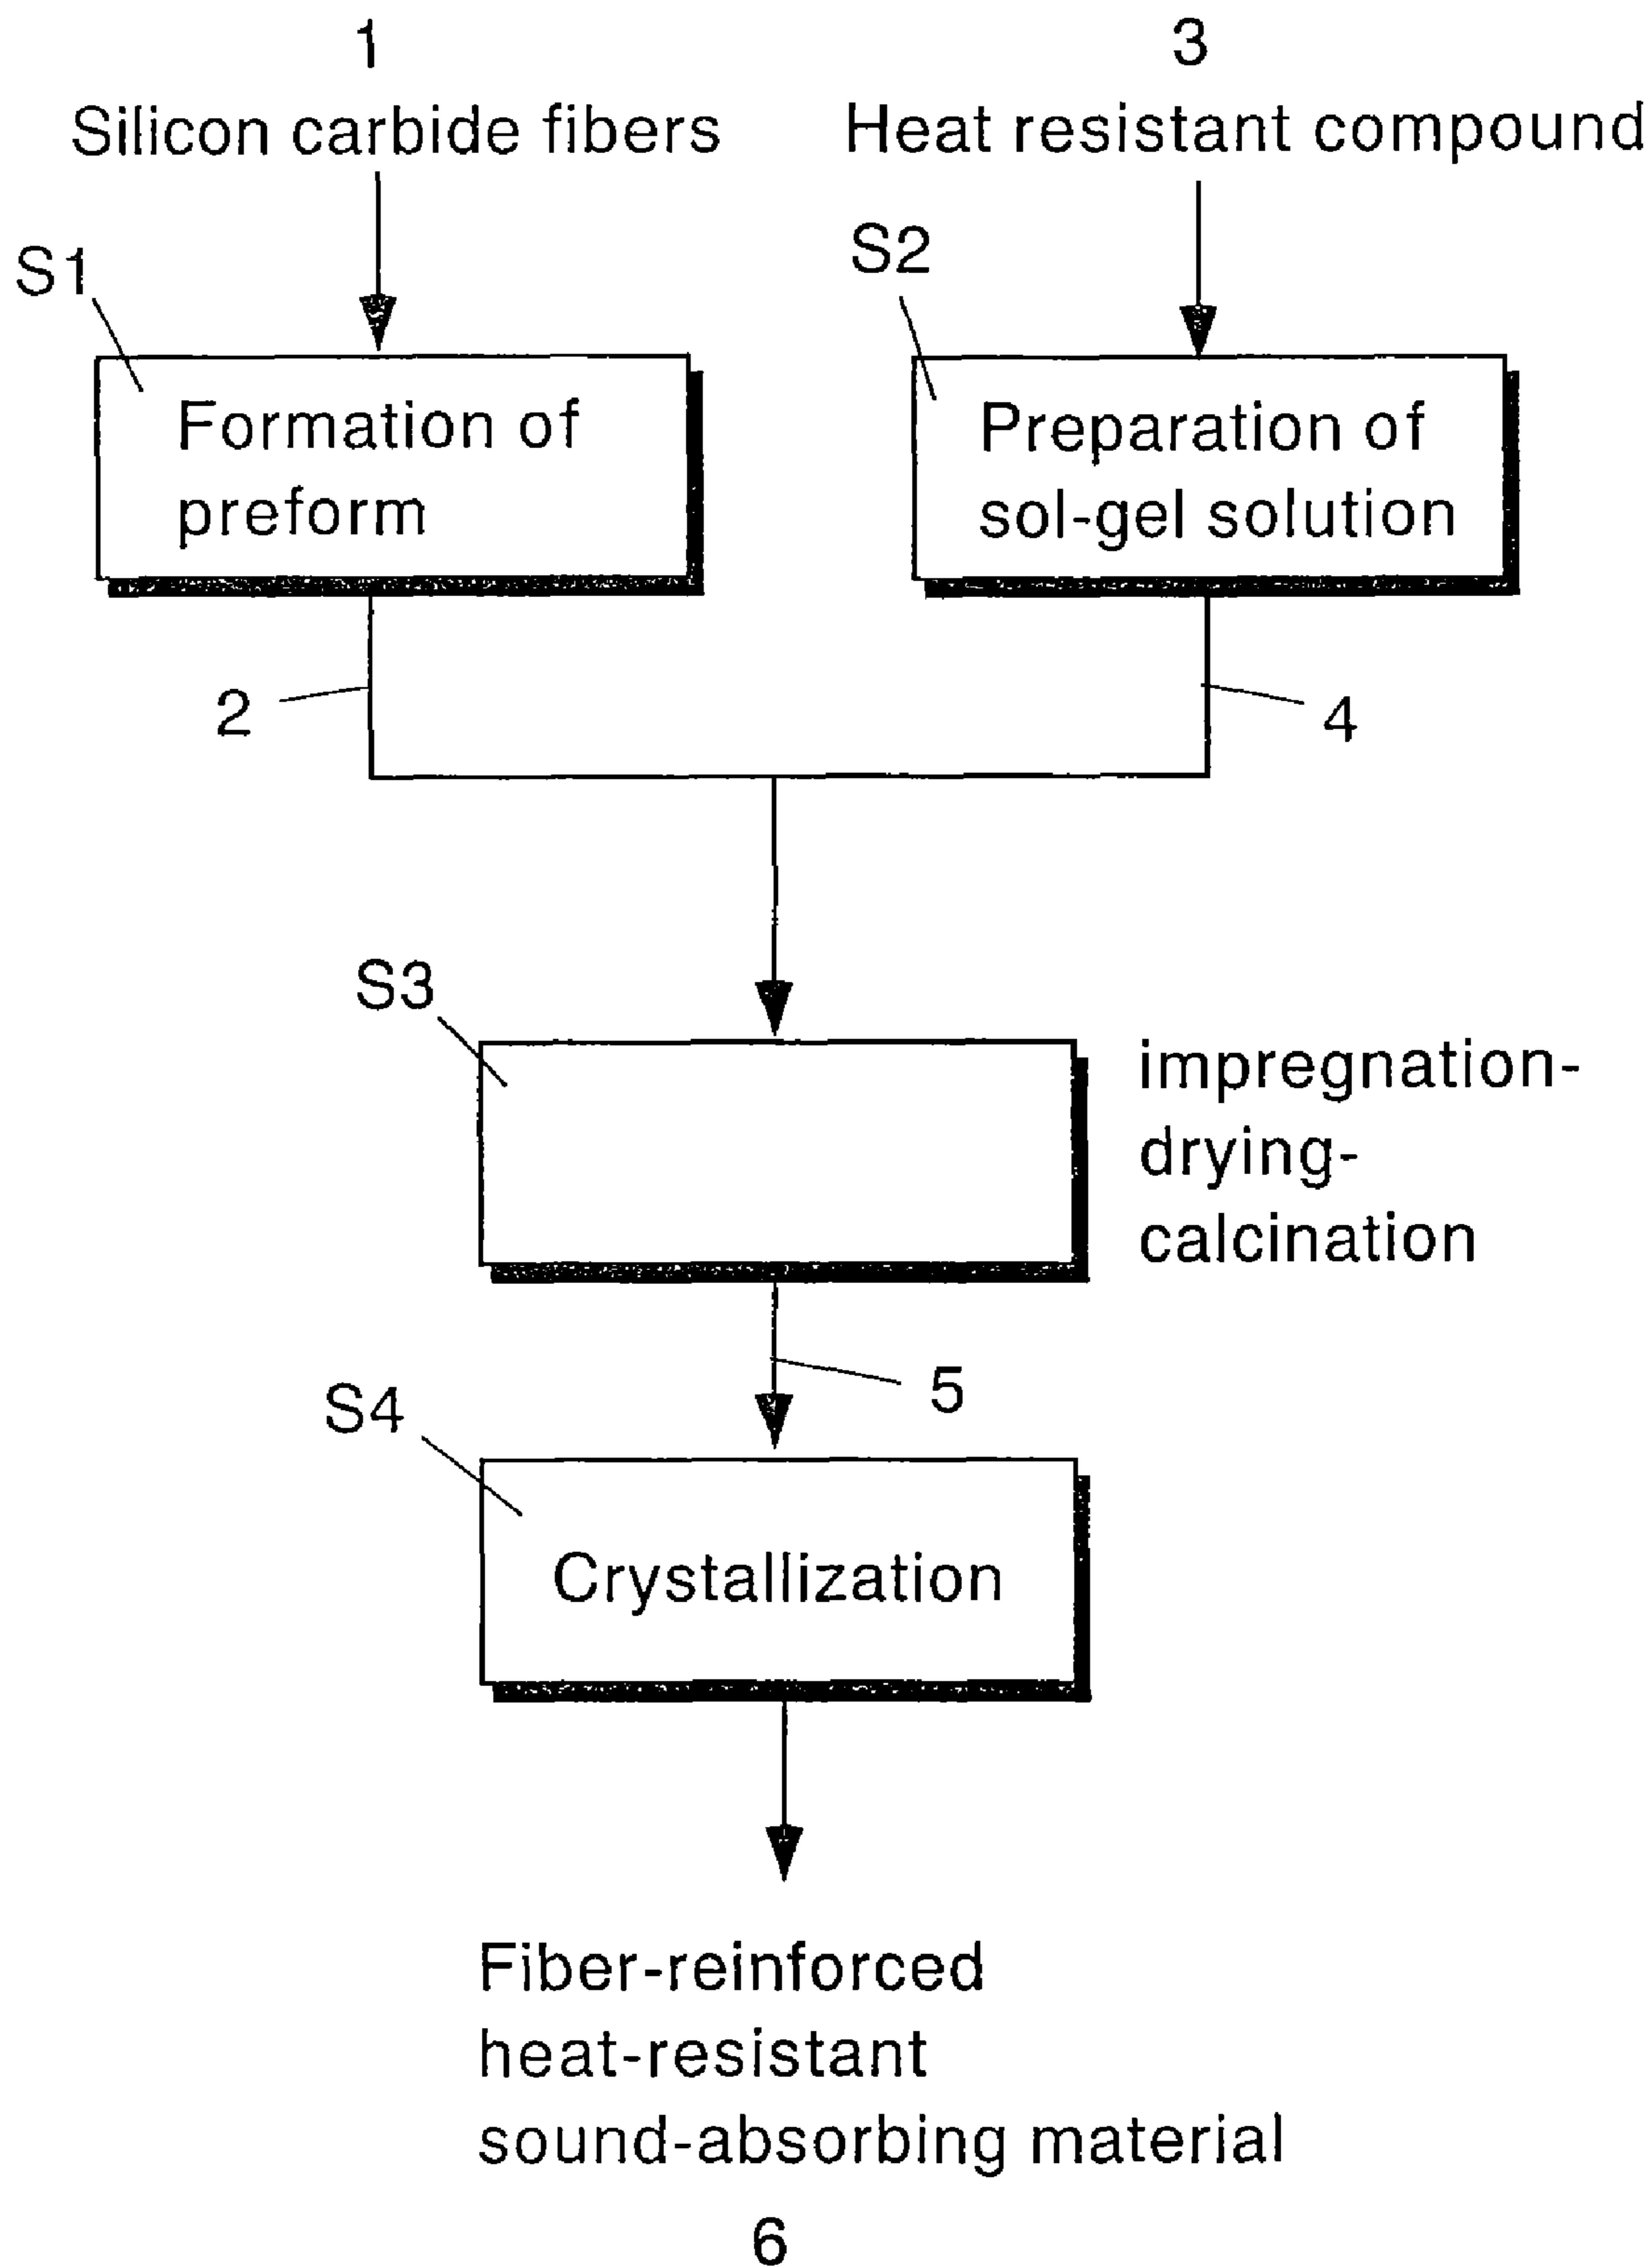 1
Silicon carbide fibers
3
Heat resistant compound
S1
Formation of
preform
S2
Preparation of
sol-gel solution
2
4
S3
impregnation-
drying-
calcination
5
S4
Crystallization
Fiber-reinforced
heat-resistant
sound-absorbing material
6